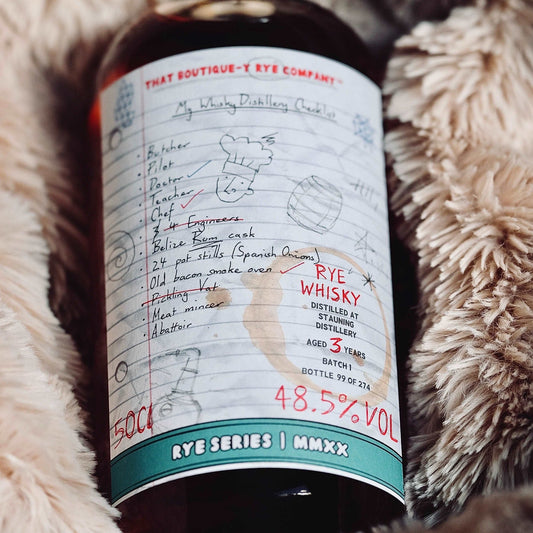 THAT BOUTIQUE-Y RYE COMPANY™
My Whisky Distillery Checklist
• Butcher
• Pilot
• Doctor ✓
• Teacher
• Chef ✓
• 3 4 Engineers
• Belize Rum cask
• 24 pot stills (Spanish Onions)
• Old bacon smoke oven ✓
• Pickling Vat
• Meat mincer
• Abattoir
RYE
WHISKY
DISTILLED AT
STAUNING
DISTILLERY
AGED 3 YEARS
BATCH 1
BOTTLE 99 OF 274
50Cl
48.5% VOL
RYE SERIES | MMXX